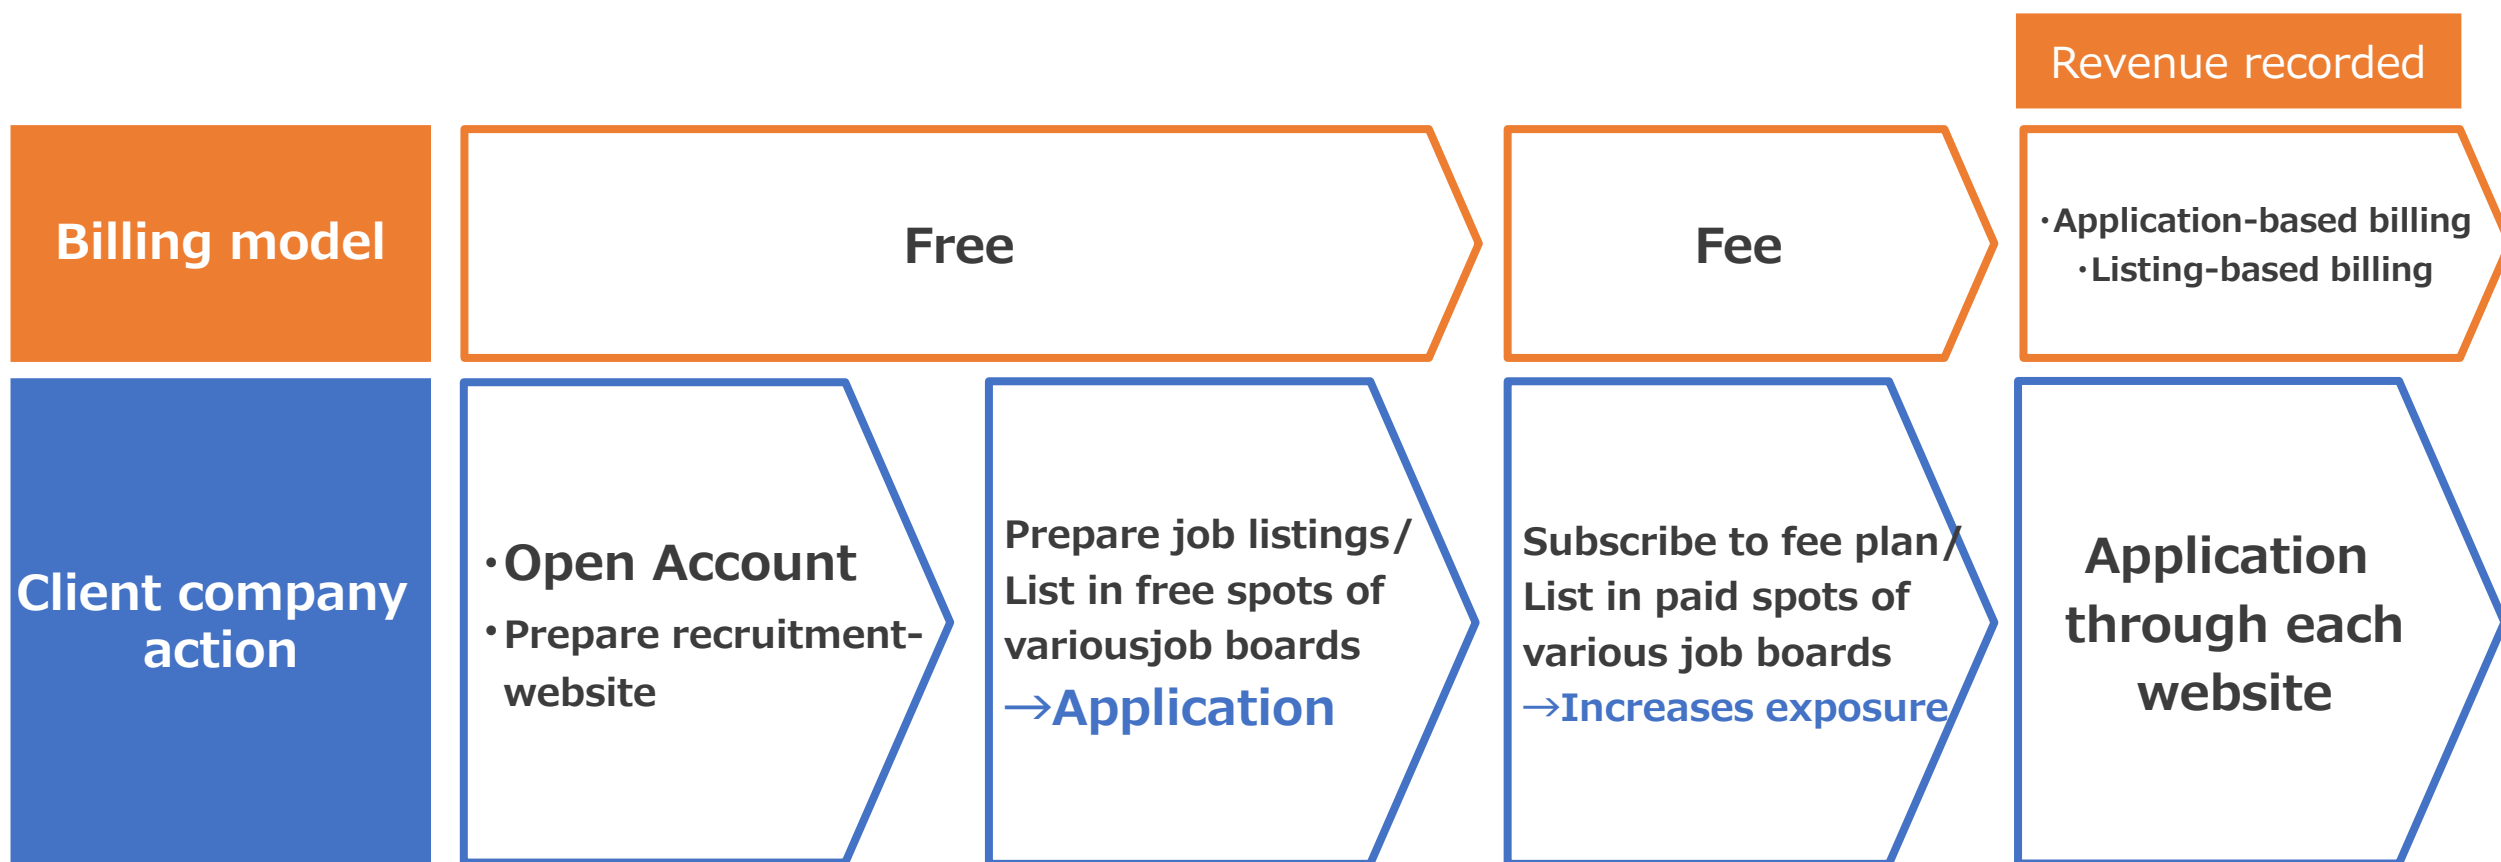 Revenue recorded
Billing model
Free
Fee
・Application-based billing
・Listing-based billing
Client company
action
・Open Account
・Prepare recruitment-
website
Prepare job listings/
List in free spots of
variousjob boards
→Application
Subscribe to fee plan/
List in paid spots of
various job boards
→Increases exposure
Application
through each
website